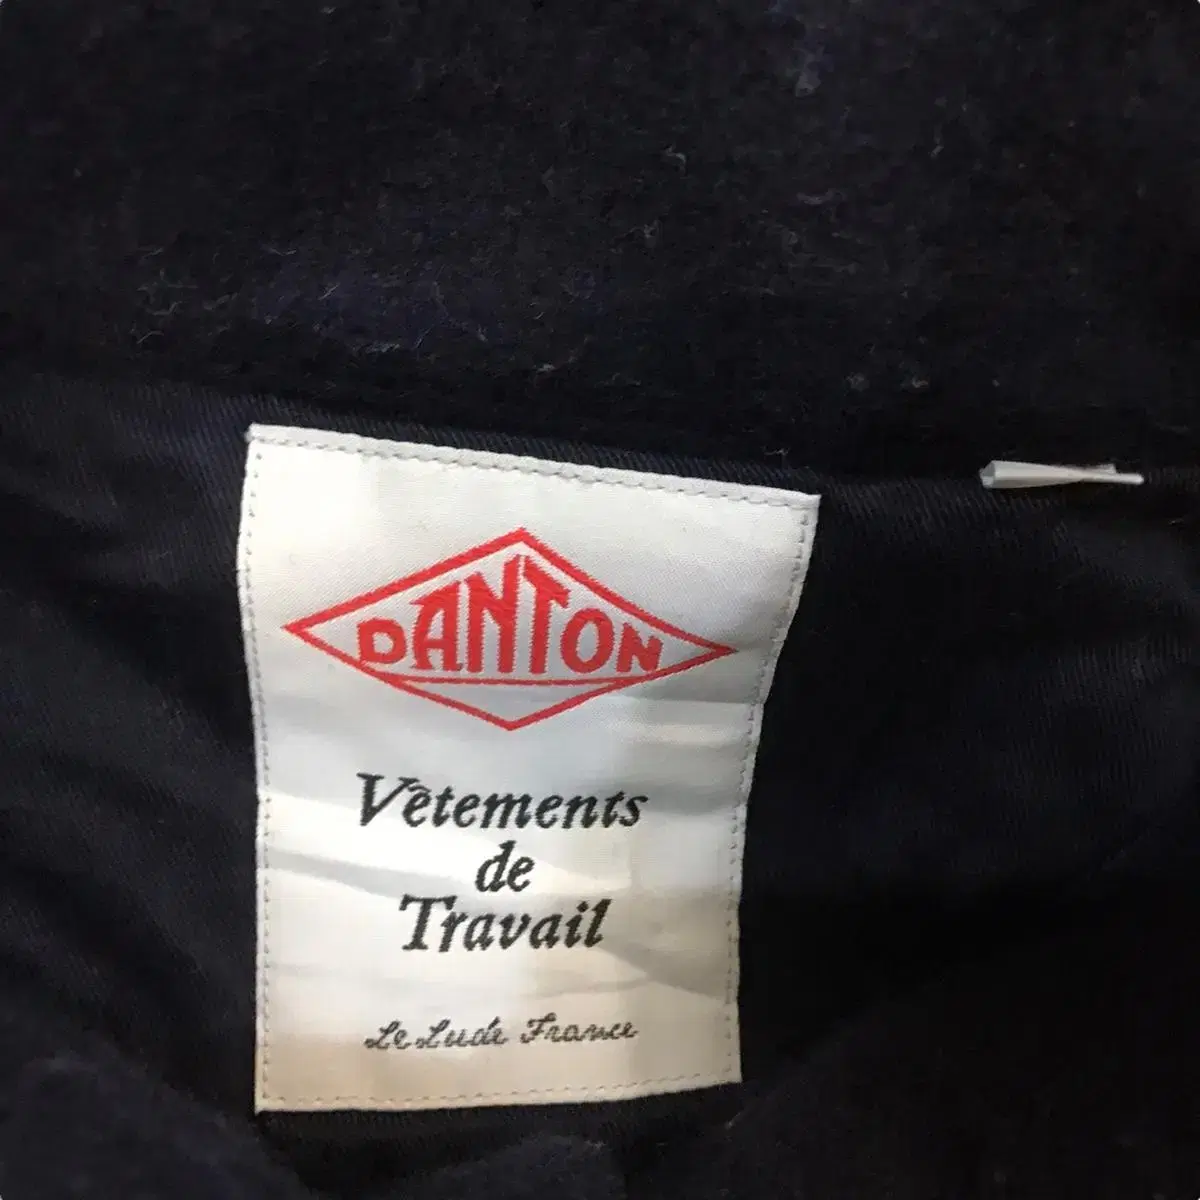 DANTON
Vêtements
de
Travail
Le Lude France